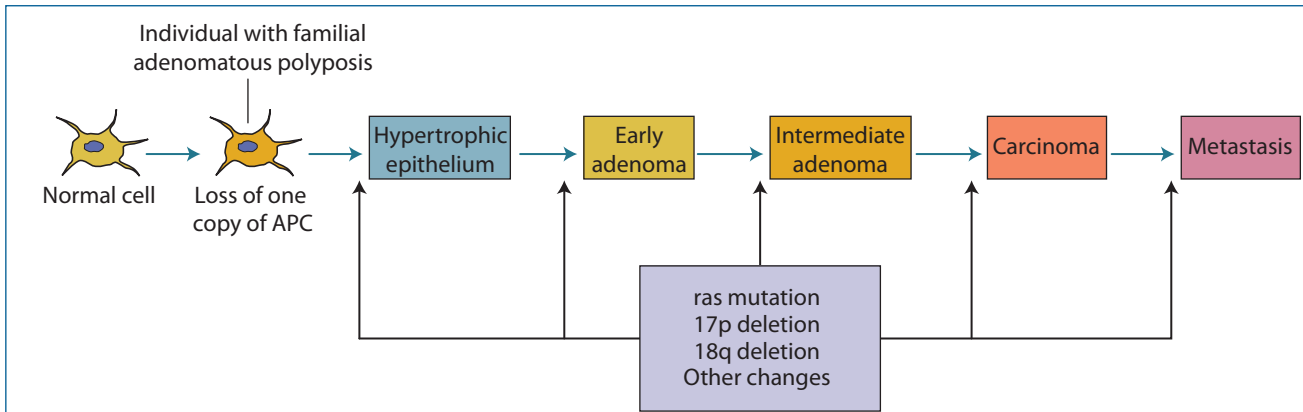 Individual with familial
adenomatous polyposis
Normal cell
Loss of one
copy of APC
Hypertrophic
epithelium
Early
adenoma
Intermediate
adenoma
Carcinoma
Metastasis
ras mutation
17p deletion
18q deletion
Other changes